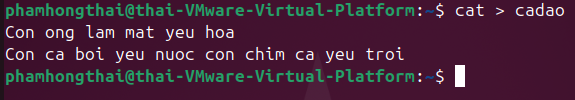 phamhongthai@thai-VMware-Virtual-Platform:~$ cat > cadao
Con ong lam mat yeu hoa
Con ca boi yeu nuoc con chim ca yeu troi
phamhongthai@thai-VMware-Virtual-Platform:~$